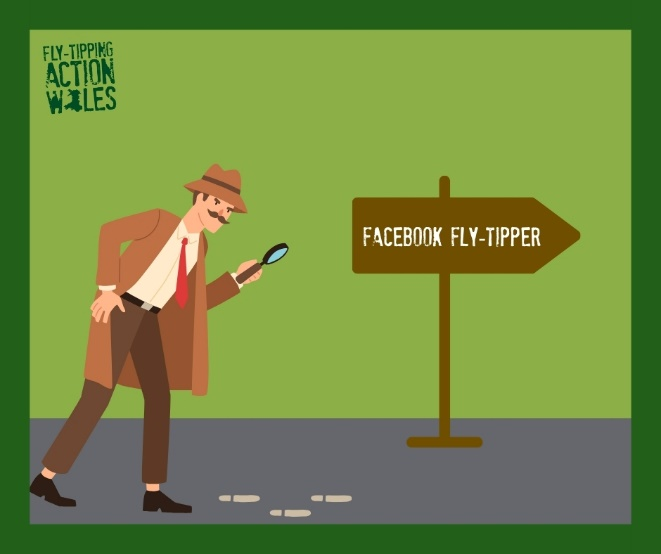 FLY-TIPPING
ACTION
WALES
FACEBOOK FLY-TIPPER